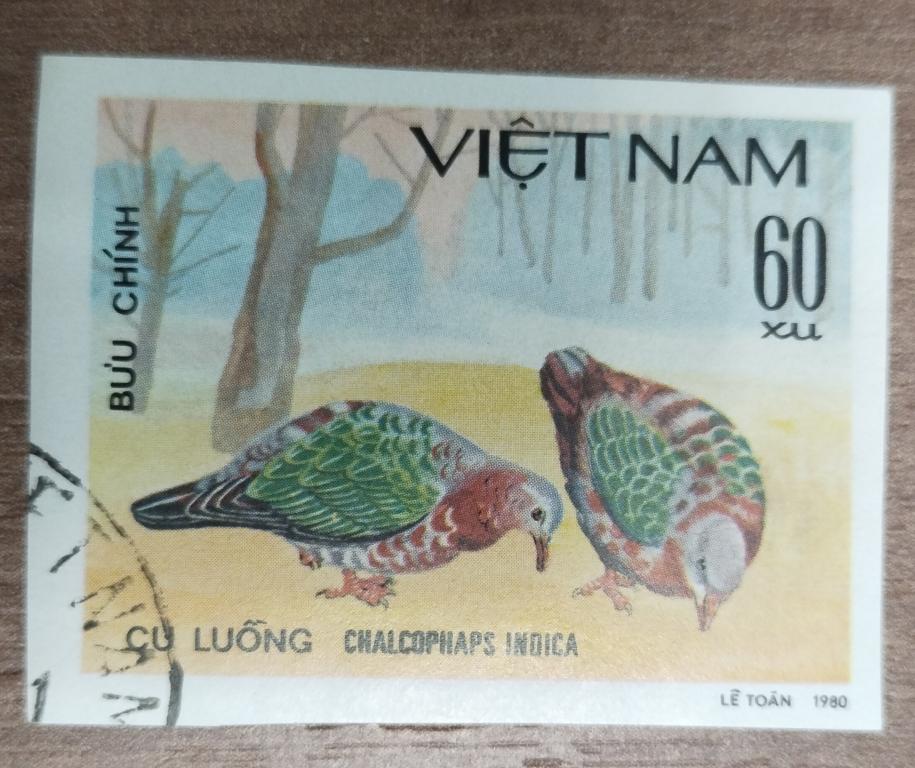 VIỆT NAM
60
xu
BƯU CHÍNH
CU LUỒNG CHALCOPHAPS INDICA
LÊ TOÀN 1980